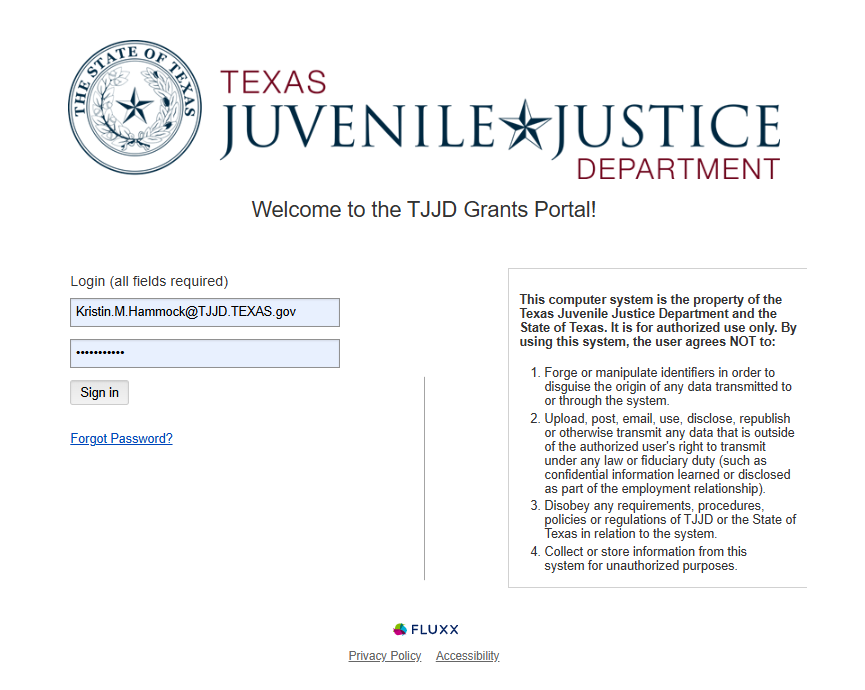 THE STATE OF TEXAS
TEXAS
JUVENILE JUSTICE
DEPARTMENT
Welcome to the TJJD Grants Portal!
Login (all fields required)
Kristin.M.Hammock@TJJD.TEXAS.gov
•••••••••••
Sign in
Forgot Password?
This computer system is the property of the
Texas Juvenile Justice Department and the
State of Texas. It is for authorized use only. By
using this system, the user agrees NOT to:
1. Forge or manipulate identifiers in order to
disguise the origin of any data transmitted to
or through the system.
2. Upload, post, email, use, disclose, republish
or otherwise transmit any data that is outside
of the authorized user's right to transmit
under any law or fiduciary duty (such as
confidential information learned or disclosed
as part of the employment relationship).
3. Disobey any requirements, procedures,
policies or regulations of TJJD or the State of
Texas in relation to the system.
4. Collect or store information from this
system for unauthorized purposes.
FLUXX
Privacy Policy Accessibility